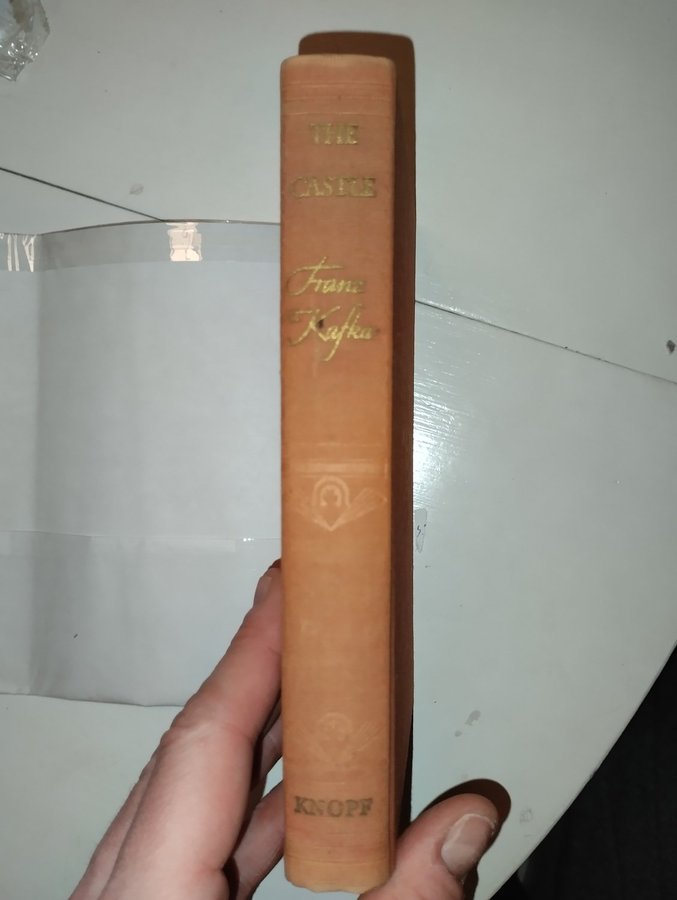 THE
CASTLE
Franz
Kafka
KNOPF